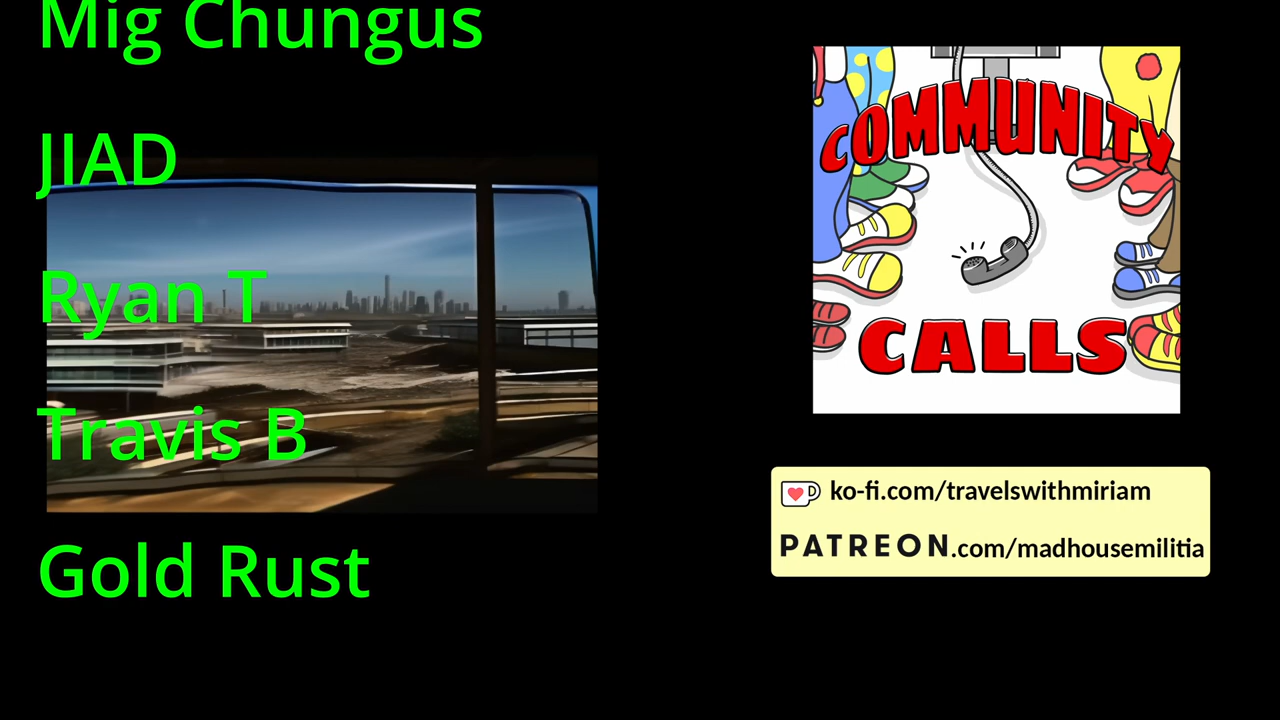 Mig Chungus
JIAD
Ryan T
Travis B
Gold Rust
COMMUNITY
CALLS
ko-fi.com/travelswithmiriam
PATREON.com/madhousemilitia